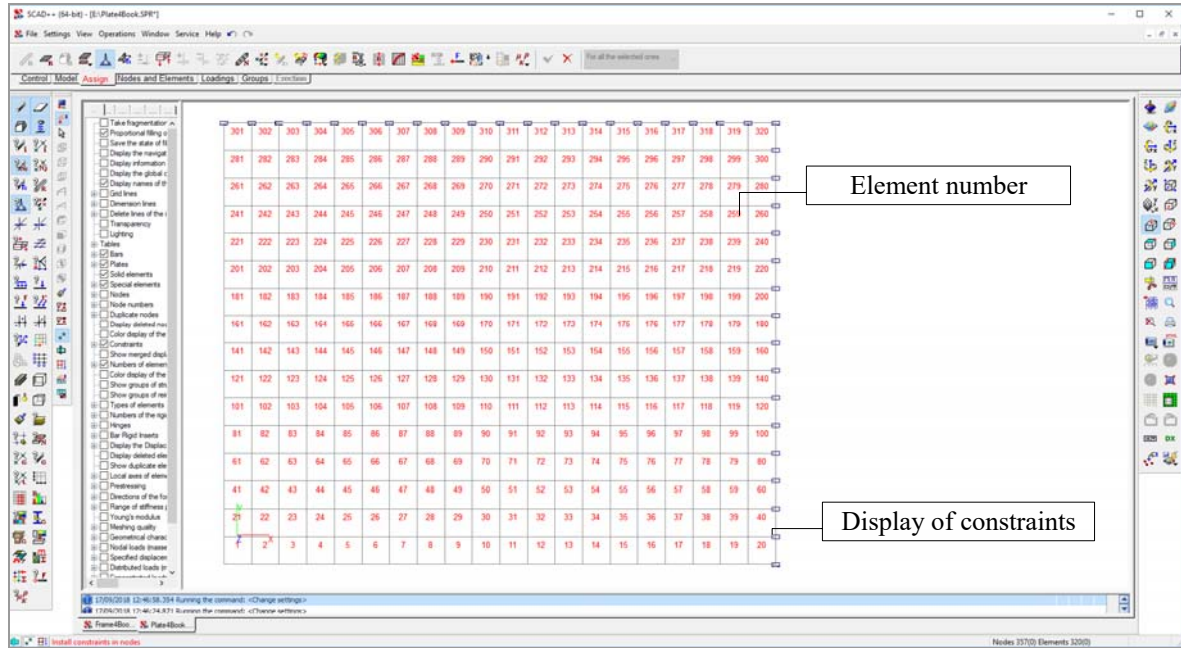 SCAD++ (64-bit) - [E:\Plate4Book.SPR*]
File Settings View Operations Window Service Help
For all the selected ones
Control Model Assign Nodes and Elements Loadings Groups Erection
Take fragmentation
Proportional filling o
Save the state of fil
Display the navigat
Display information
Display the global c
Display names of th
Grid lines
Dimension lines
Delete lines of the i
Transparency
Lighting
Tables
Bars
Plates
Solid elements
Special elements
Nodes
Node numbers
Duplicate nodes
Display deleted noo
Color display of the
Constraints
Show merged displ
Numbers of elemen
Color display of the
Show groups of stru
Show groups of rei
Types of elements
Numbers of the rigi
Hinges
Bar Rigid Inserts
Display the Displac
Display deleted ele
Show duplicate ele
Local axes of eleme
Prestressing
Directions of the fo
Range of stiffness p
Young's modulus
Meshing quality
Geometrical charac
Nodal loads (masse
Specified displacem
Distributed loads (n
301 302 303 304 305 306 307 308 309 310 311 312 313 314 315 316 317 318 319 320
281 282 283 284 285 286 287 288 289 290 291 292 293 294 295 296 297 298 299 300
261 262 263 264 265 266 267 268 269 270 271 272 273 274 275 276 277 278 279 280
Element number
241 242 243 244 245 246 247 248 249 250 251 252 253 254 255 256 257 258 259 260
221 222 223 224 225 226 227 228 229 230 231 232 233 234 235 236 237 238 239 240
201 202 203 204 205 206 207 208 209 210 211 212 213 214 215 216 217 218 219 220
181 182 183 184 185 186 187 188 189 190 191 192 193 194 195 196 197 198 199 200
161 162 163 164 165 166 167 168 169 170 171 172 173 174 175 176 177 178 179 180
141 142 143 144 145 146 147 148 149 150 151 152 153 154 155 156 157 158 159 160
121 122 123 124 125 126 127 128 129 130 131 132 133 134 135 136 137 138 139 140
101 102 103 104 105 106 107 108 109 110 111 112 113 114 115 116 117 118 119 120
81 82 83 84 85 86 87 88 89 90 91 92 93 94 95 96 97 98 99 100
61 62 63 64 65 66 67 68 69 70 71 72 73 74 75 76 77 78 79 80
41 42 43 44 45 46 47 48 49 50 51 52 53 54 55 56 57 58 59 60
21 22 23 24 25 26 27 28 29 30 31 32 33 34 35 36 37 38 39 40
Display of constraints
1 2 3 4 5 6 7 8 9 10 11 12 13 14 15 16 17 18 19 20
17/09/2018 12:46:58.354 Running the command: <Change settings>
17/09/2018 12:46:24.871 Running the command: <Change settings>
Frame4Boo... Plate4Book...
Install constraints in nodes
Nodes 357(0) Elements 320(0)